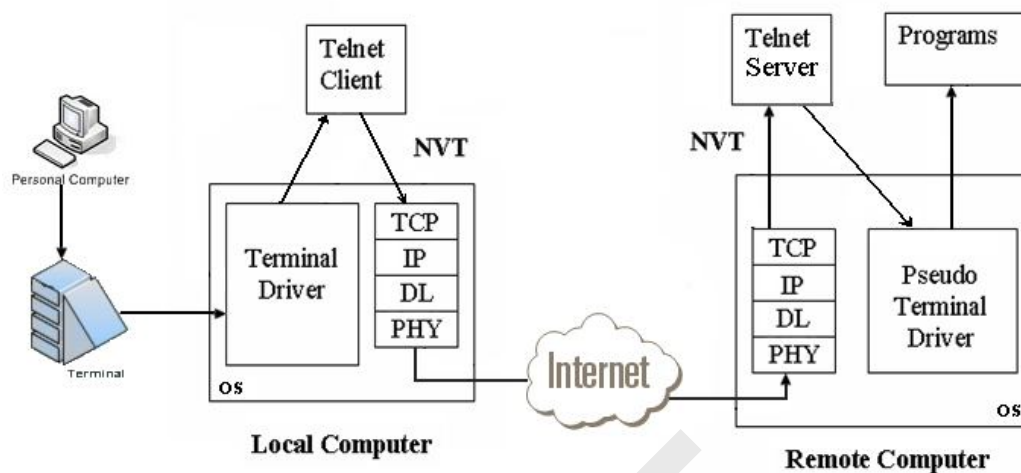 Telnet
Client
NVT
Personal Computer
Terminal
Terminal
Driver
TCP
IP
DL
PHY
OS
Local Computer
Internet
Telnet
Server
Programs
NVT
TCP
IP
DL
PHY
Pseudo
Terminal
Driver
OS
Remote Computer